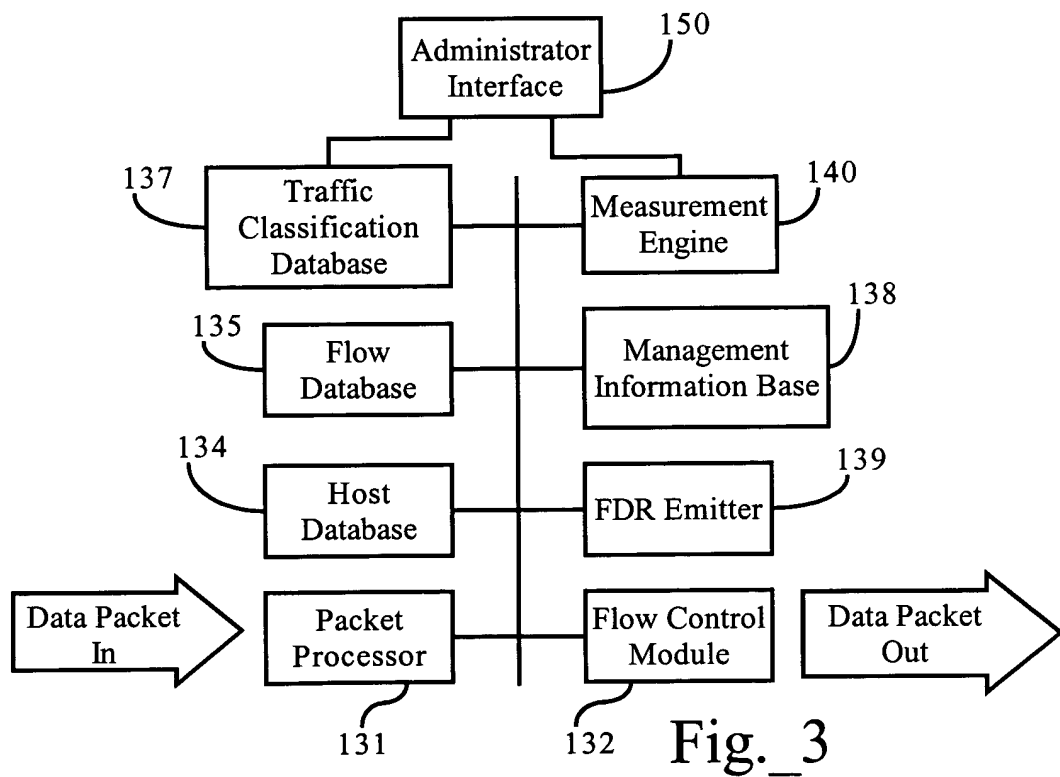 150
Administrator
Interface
137
Traffic
Classification
Database
140
Measurement
Engine
135
Flow
Database
138
Management
Information Base
134
Host
Database
139
FDR Emitter
Data Packet
In
Packet
Processor
Flow Control
Module
Data Packet
Out
131
132
Fig._3